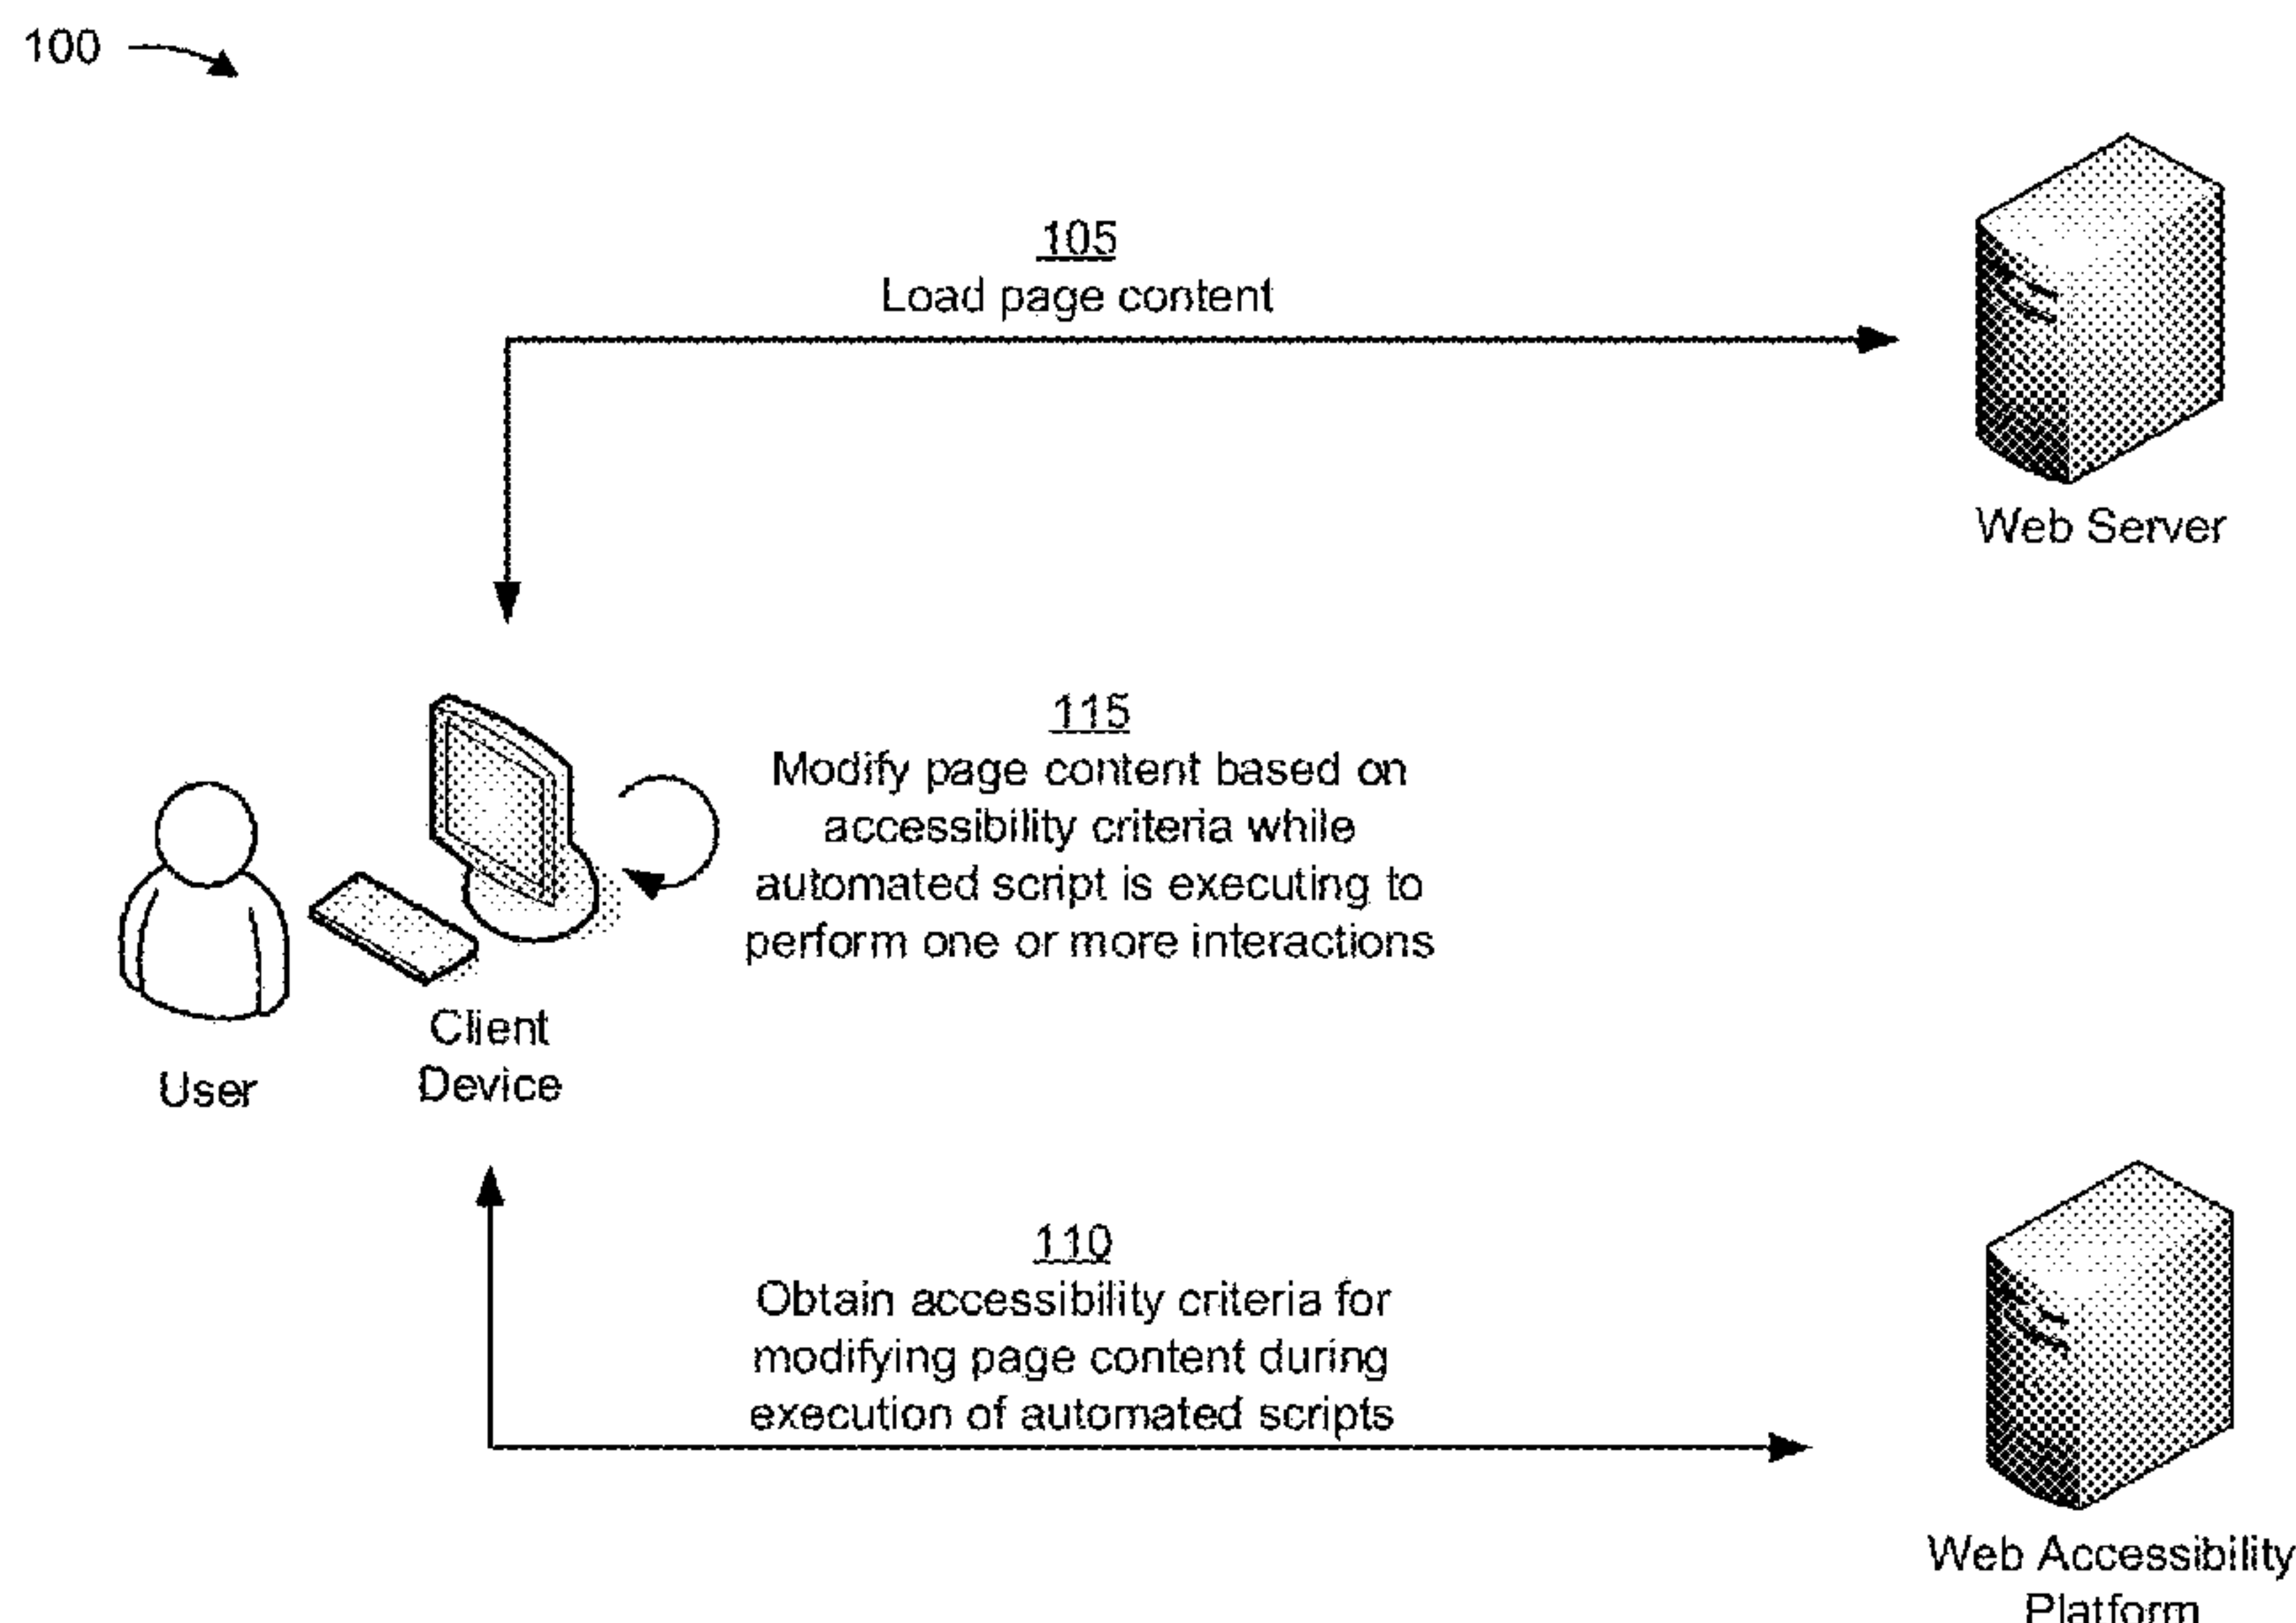 100
105
Load page content
Web Server
115
Modify page content based on
accessibility criteria while
automated script is executing to
perform one or more interactions
Client
Device
User
110
Obtain accessibility criteria for
modifying page content during
execution of automated scripts
Web Accessibility
Platform